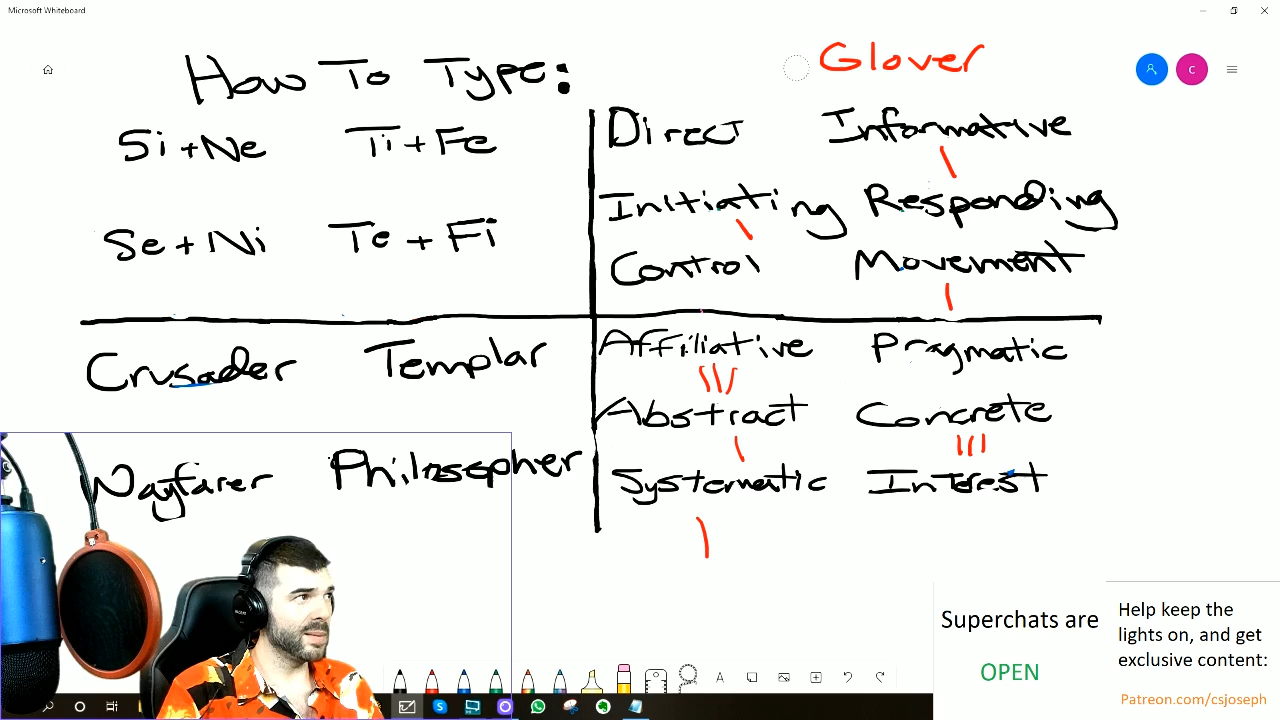 Microsoft Whiteboard
How To Type:
Glover
C
Si + Ne Ti + Fe
Se + Ni Te + Fi
Direct Informative
Initiating Responding
Control Movement
Crusader Templar
Wayfarer Philosopher
Affiliative Pragmatic
Abstract Concrete
Systematic Interest
Superchats are
OPEN
Help keep the
lights on, and get
exclusive content:
Patreon.com/csjoseph
A